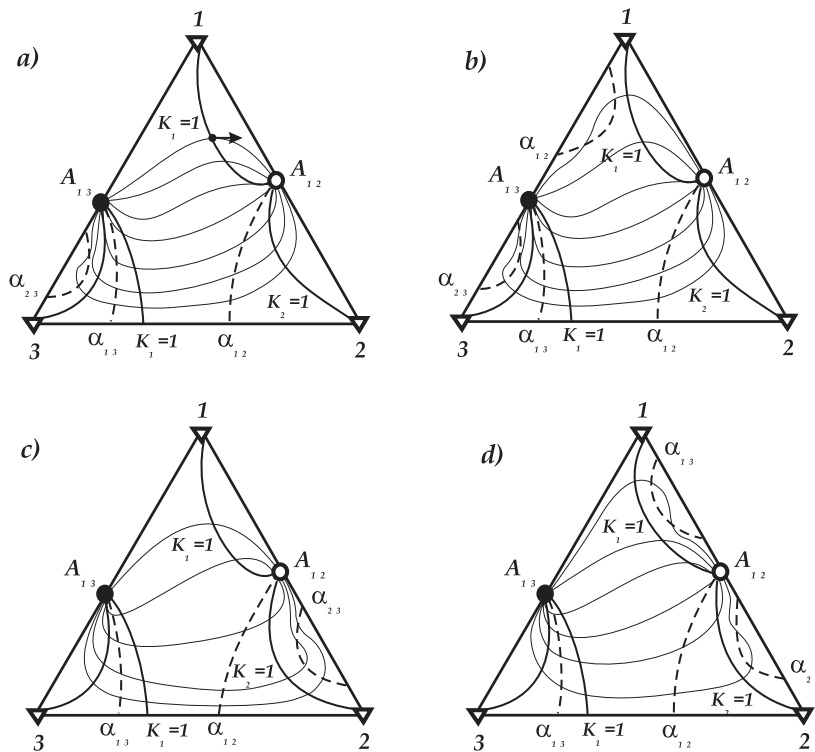 a)
1
K₁=1
A₁₃
A₁₂
α₂₃
K₂=1
3
α₁₃
K₁=1
α₁₂
2
b)
1
α₁₂
K₁=1
A₁₃
A₁₂
α₂₃
K₂=1
3
α₁₃
K₁=1
α₁₂
2
c)
1
K₁=1
A₁₃
A₁₂
α₂₃
K₂=1
3
α₁₃
K₁=1
α₁₂
2
d)
1
α₁₃
K₁=1
A₁₃
A₁₂
α₂
K₂=1
3
α₁₃
K₁=1
α₁₂
2